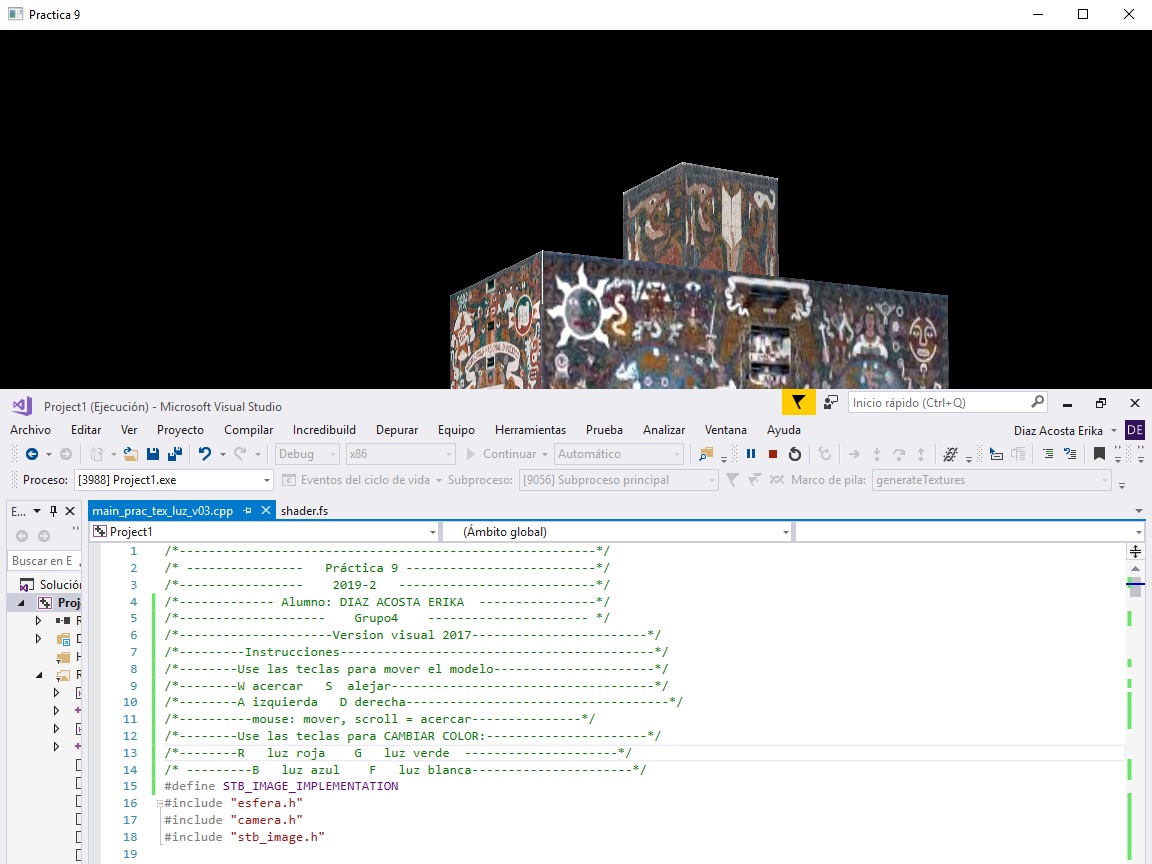 Practica 9
Project1 (Ejecución) - Microsoft Visual Studio
Inicio rápido (Ctrl+Q)
Archivo Editar Ver Proyecto Compilar Incredibuild Depurar Equipo Herramientas Prueba Analizar Ventana Ayuda Diaz Acosta Erika DE
Debug x86 Continuar Automático
Proceso: [3988] Project1.exe Eventos del ciclo de vida Subproceso: [9056] Subproceso principal Marco de pila: generateTextures
E... main_prac_tex_luz_v03.cpp shader.fs
Project1 (Ámbito global)
Buscar en E
Solución
Proj
1 /*---------------------------------------------------------*/
2 /* ----------------   Práctica 9 --------------------------*/
3 /*-----------------    2019-2   ---------------------------*/
4 /*------------- Alumno: DIAZ ACOSTA ERIKA  ----------------*/
5 /*--------------------    Grupo4    ---------------------- */
6 /*---------------------Version visual 2017------------------------*/
7 /*---------Instrucciones-------------------------------------------*/
8 /*--------Use las teclas para mover el modelo----------------------*/
9 /*--------W acercar   S  alejar------------------------------------*/
10 /*--------A izquierda   D derecha------------------------------------*/
11 /*----------mouse: mover, scroll = acercar---------------*/
12 /*--------Use las teclas para CAMBIAR COLOR:----------------------*/
13 /*--------R   luz roja    G   luz verde  ---------------------*/
14 /* ---------B   luz azul    F   luz blanca----------------------*/
15 #define STB_IMAGE_IMPLEMENTATION
16 #include "esfera.h"
17 #include "camera.h"
18 #include "stb_image.h"
19